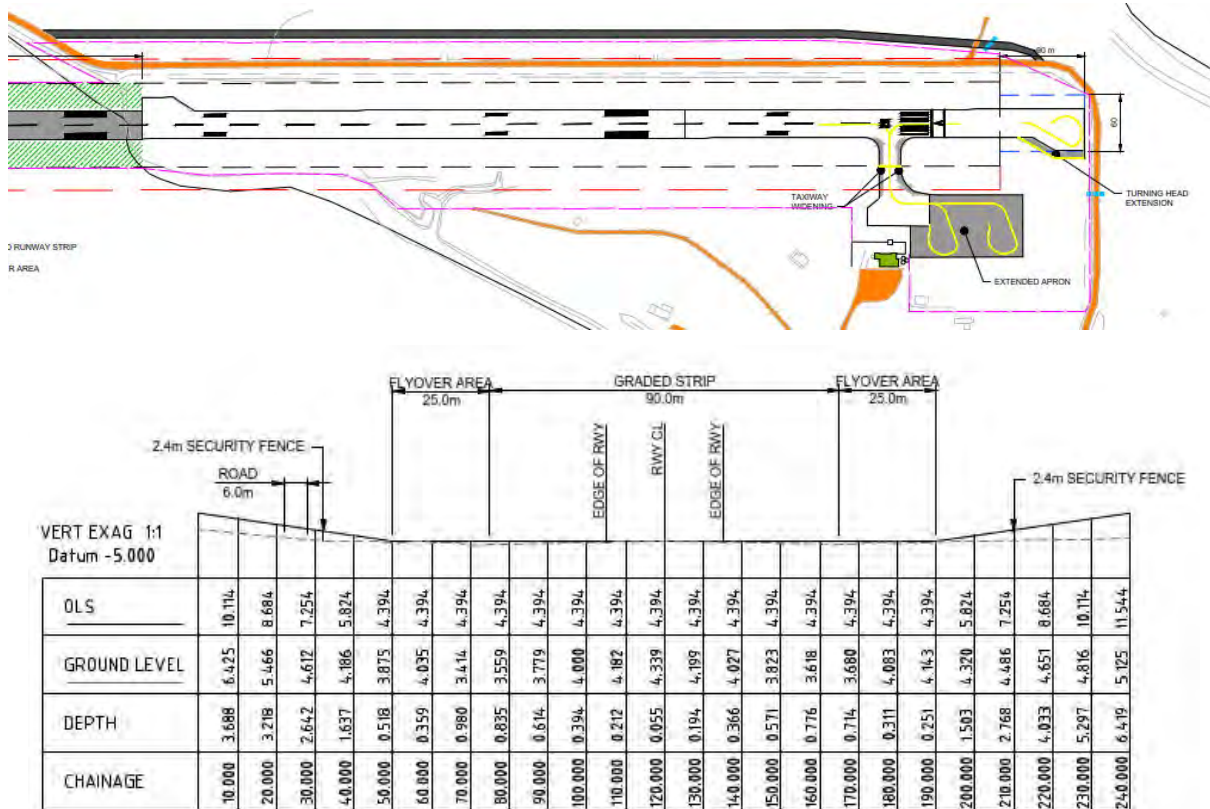 90 m
60
TAXIWAY
WIDENING
TURNING HEAD
EXTENSION
RUNWAY STRIP
R AREA
EXTENDED APRON
FLYOVER AREA
25.0m
GRADED STRIP
90.0m
FLYOVER AREA
25.0m
2.4m SECURITY FENCE
ROAD
6.0m
EDGE OF RWY
RWY CL
EDGE OF RWY
2.4m SECURITY FENCE
VERT EXAG 1:1
Datum -5.000
OLS 10.114 8.684 7.254 5.824 4.394 4.394 4.394 4.394 4.394 4.394 4.394 4.394 4.394 4.394 4.394 4.394 4.394 4.394 4.394 5.824 7.254 8.684 10.114 11.544
GROUND LEVEL 6.425 5.466 4.612 4.186 3.875 4.035 3.414 3.559 3.779 4.000 4.182 4.339 4.199 4.027 3.823 3.618 3.680 4.083 4.143 4.320 4.486 4.651 4.816 5.125
DEPTH 3.688 3.218 2.642 1.637 0.518 0.359 0.980 0.835 0.614 0.394 0.212 0.055 0.194 0.366 0.571 0.776 0.714 0.311 0.251 1.503 2.768 4.033 5.297 6.419
CHAINAGE 10.000 20.000 30.000 40.000 50.000 60.000 70.000 80.000 90.000 100.000 110.000 120.000 130.000 140.000 150.000 160.000 170.000 180.000 190.000 200.000 210.000 220.000 230.000 240.000